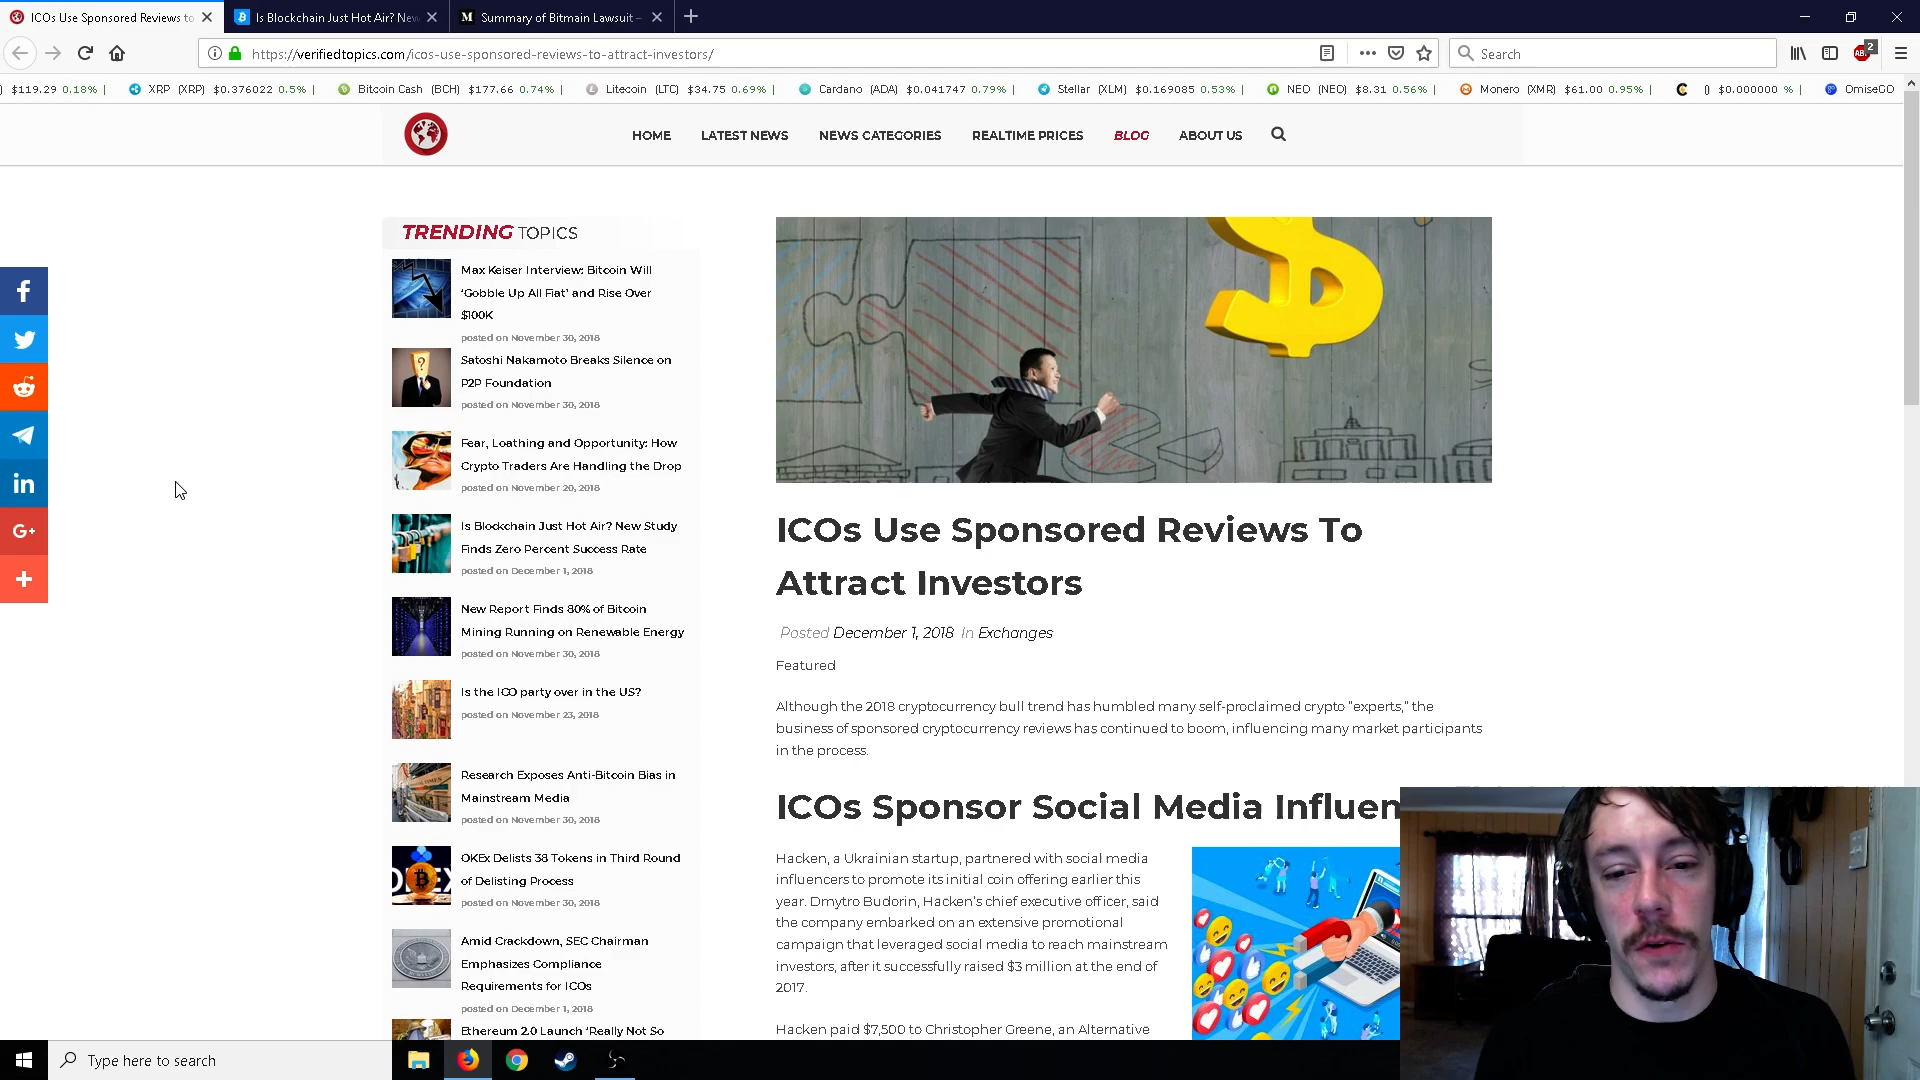 ICOs Use Sponsored Reviews to
Is Blockchain Just Hot Air? New
Summary of Bitmain Lawsuit –
https://verifiedtopics.com/icos-use-sponsored-reviews-to-attract-investors/
Search
2
) $119.29 0.18% | XRP (XRP) $0.376022 0.5% | Bitcoin Cash (BCH) $177.66 0.74% | Litecoin (LTC) $34.75 0.69% | Cardano (ADA) $0.041747 0.79% | Stellar (XLM) $0.169085 0.53% | NEO (NEO) $8.31 0.56% | Monero (XMR) $61.00 0.95% | () $0.000000 % | OmiseGO
HOME LATEST NEWS NEWS CATEGORIES REALTIME PRICES BLOG ABOUT US
TRENDING TOPICS
Max Keiser Interview: Bitcoin Will
‘Gobble Up All Fiat’ and Rise Over
$100K
posted on November 30, 2018
Satoshi Nakamoto Breaks Silence on
P2P Foundation
posted on November 30, 2018
Fear, Loathing and Opportunity: How
Crypto Traders Are Handling the Drop
posted on November 20, 2018
Is Blockchain Just Hot Air? New Study
Finds Zero Percent Success Rate
posted on December 1, 2018
New Report Finds 80% of Bitcoin
Mining Running on Renewable Energy
posted on November 30, 2018
Is the ICO party over in the US?
posted on November 23, 2018
Research Exposes Anti-Bitcoin Bias in
Mainstream Media
posted on November 30, 2018
OKEx Delists 38 Tokens in Third Round
of Delisting Process
posted on November 30, 2018
Amid Crackdown, SEC Chairman
Emphasizes Compliance
Requirements for ICOs
posted on December 1, 2018
Ethereum 2.0 Launch ‘Really Not So
ICOs Use Sponsored Reviews To
Attract Investors
Posted December 1, 2018 In Exchanges
Featured
Although the 2018 cryptocurrency bull trend has humbled many self-proclaimed crypto “experts,” the
business of sponsored cryptocurrency reviews has continued to boom, influencing many market participants
in the process.
ICOs Sponsor Social Media Influen
Hacken, a Ukrainian startup, partnered with social media
influencers to promote its initial coin offering earlier this
year. Dmytro Budorin, Hacken’s chief executive officer, said
the company embarked on an extensive promotional
campaign that leveraged social media to reach mainstream
investors, after it successfully raised $3 million at the end of
2017.
Hacken paid $7,500 to Christopher Greene, an Alternative
Type here to search